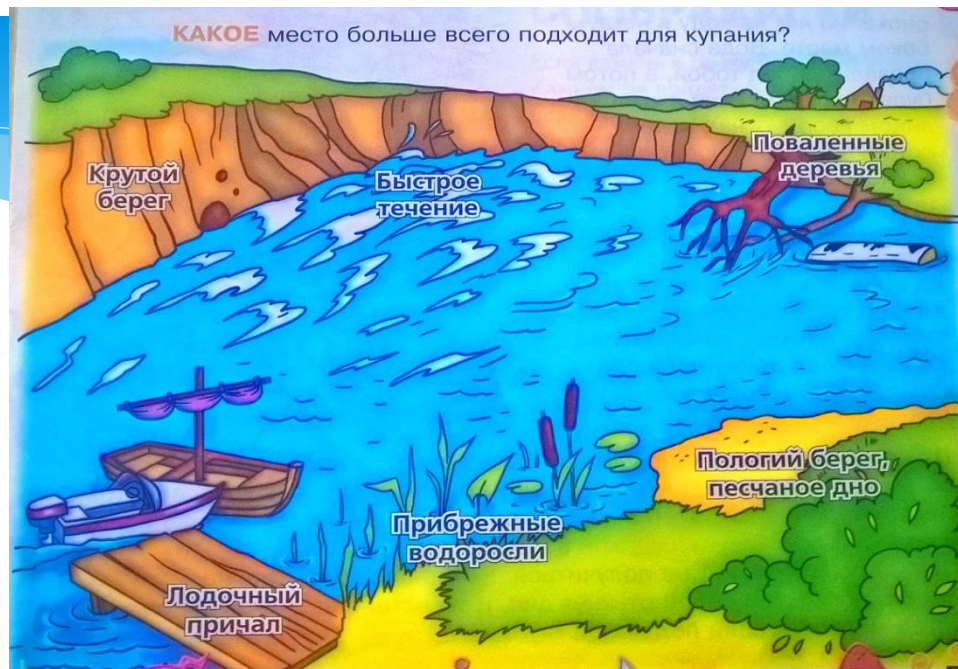 КАКОЕ место больше всего подходит для купания?
Крутой
берег
Быстрое
течение
Поваленные
деревья
Пологий берег,
песчаное дно
Прибрежные
водоросли
Лодочный
причал